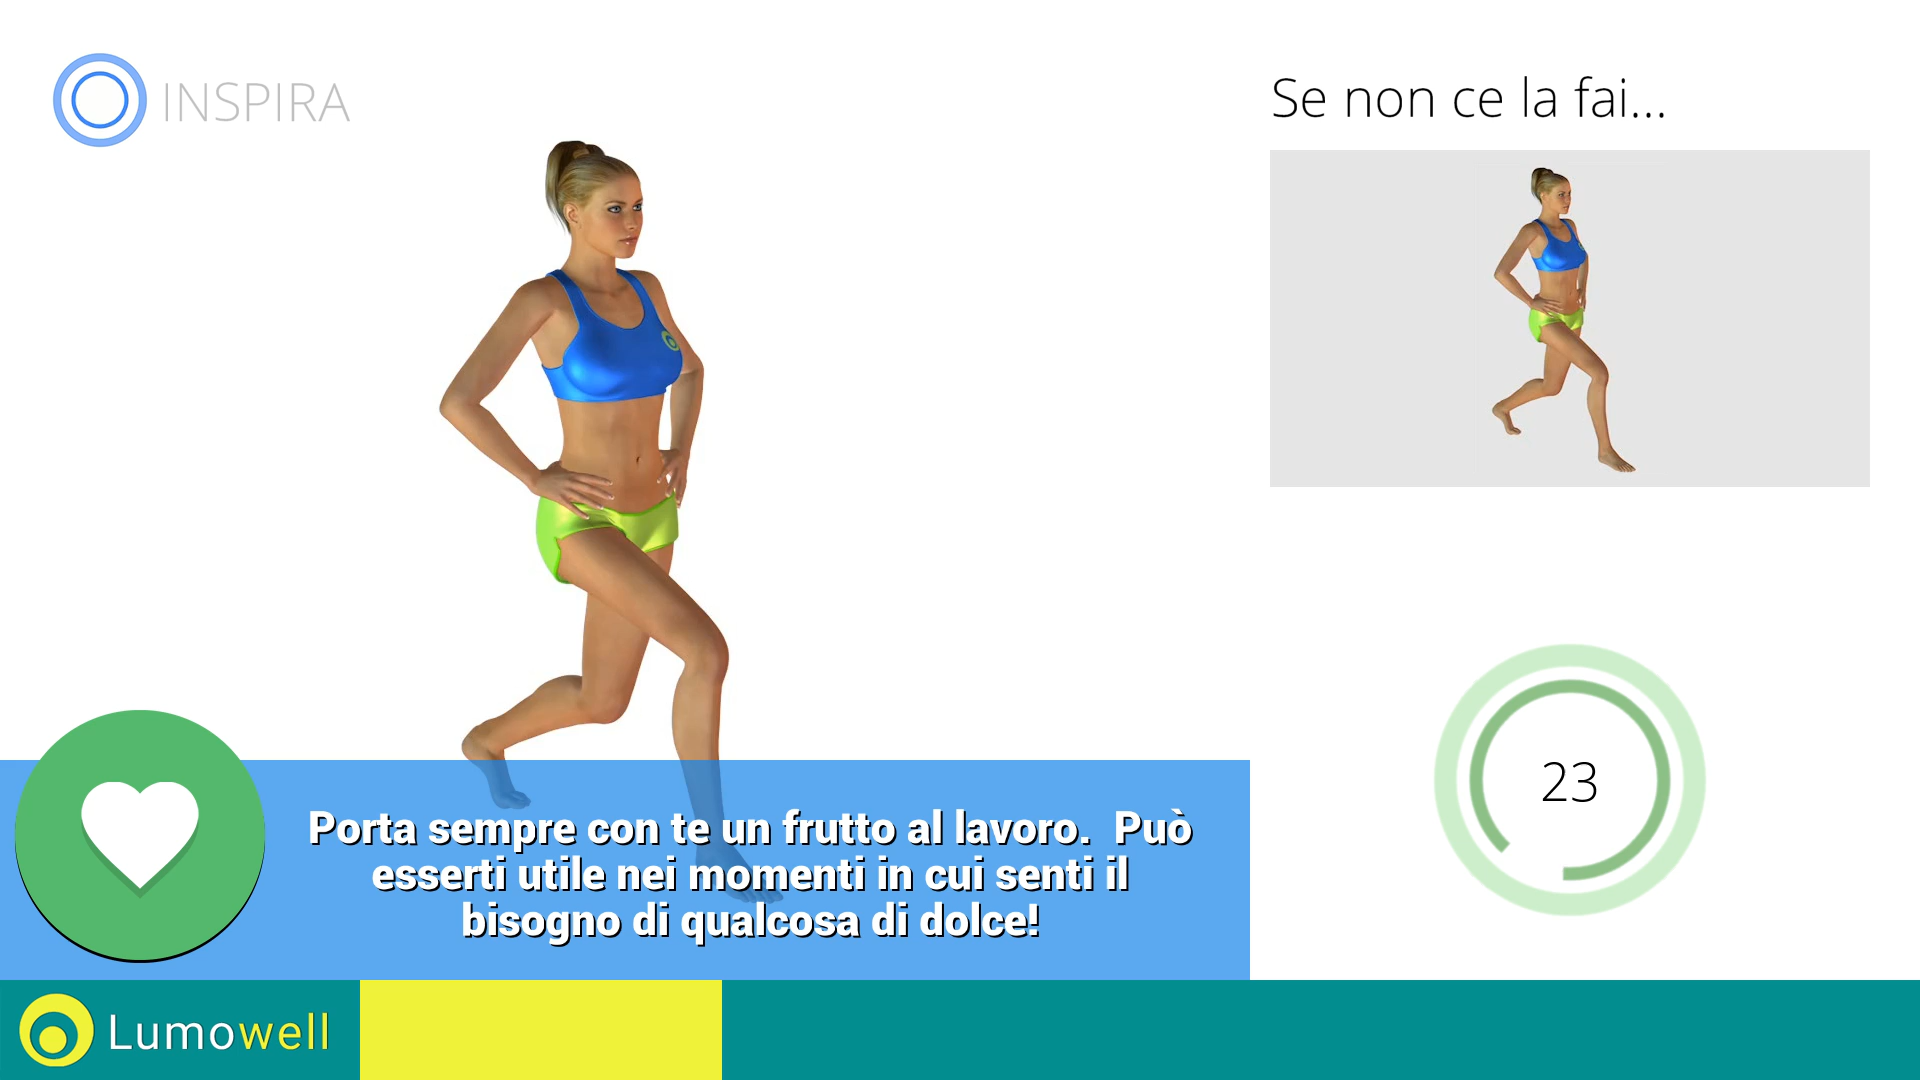 INSPIRA
Se non ce la fai...
23
Porta sempre con te un frutto al lavoro. Può
esserti utile nei momenti in cui senti il
bisogno di qualcosa di dolce!
Lumowell